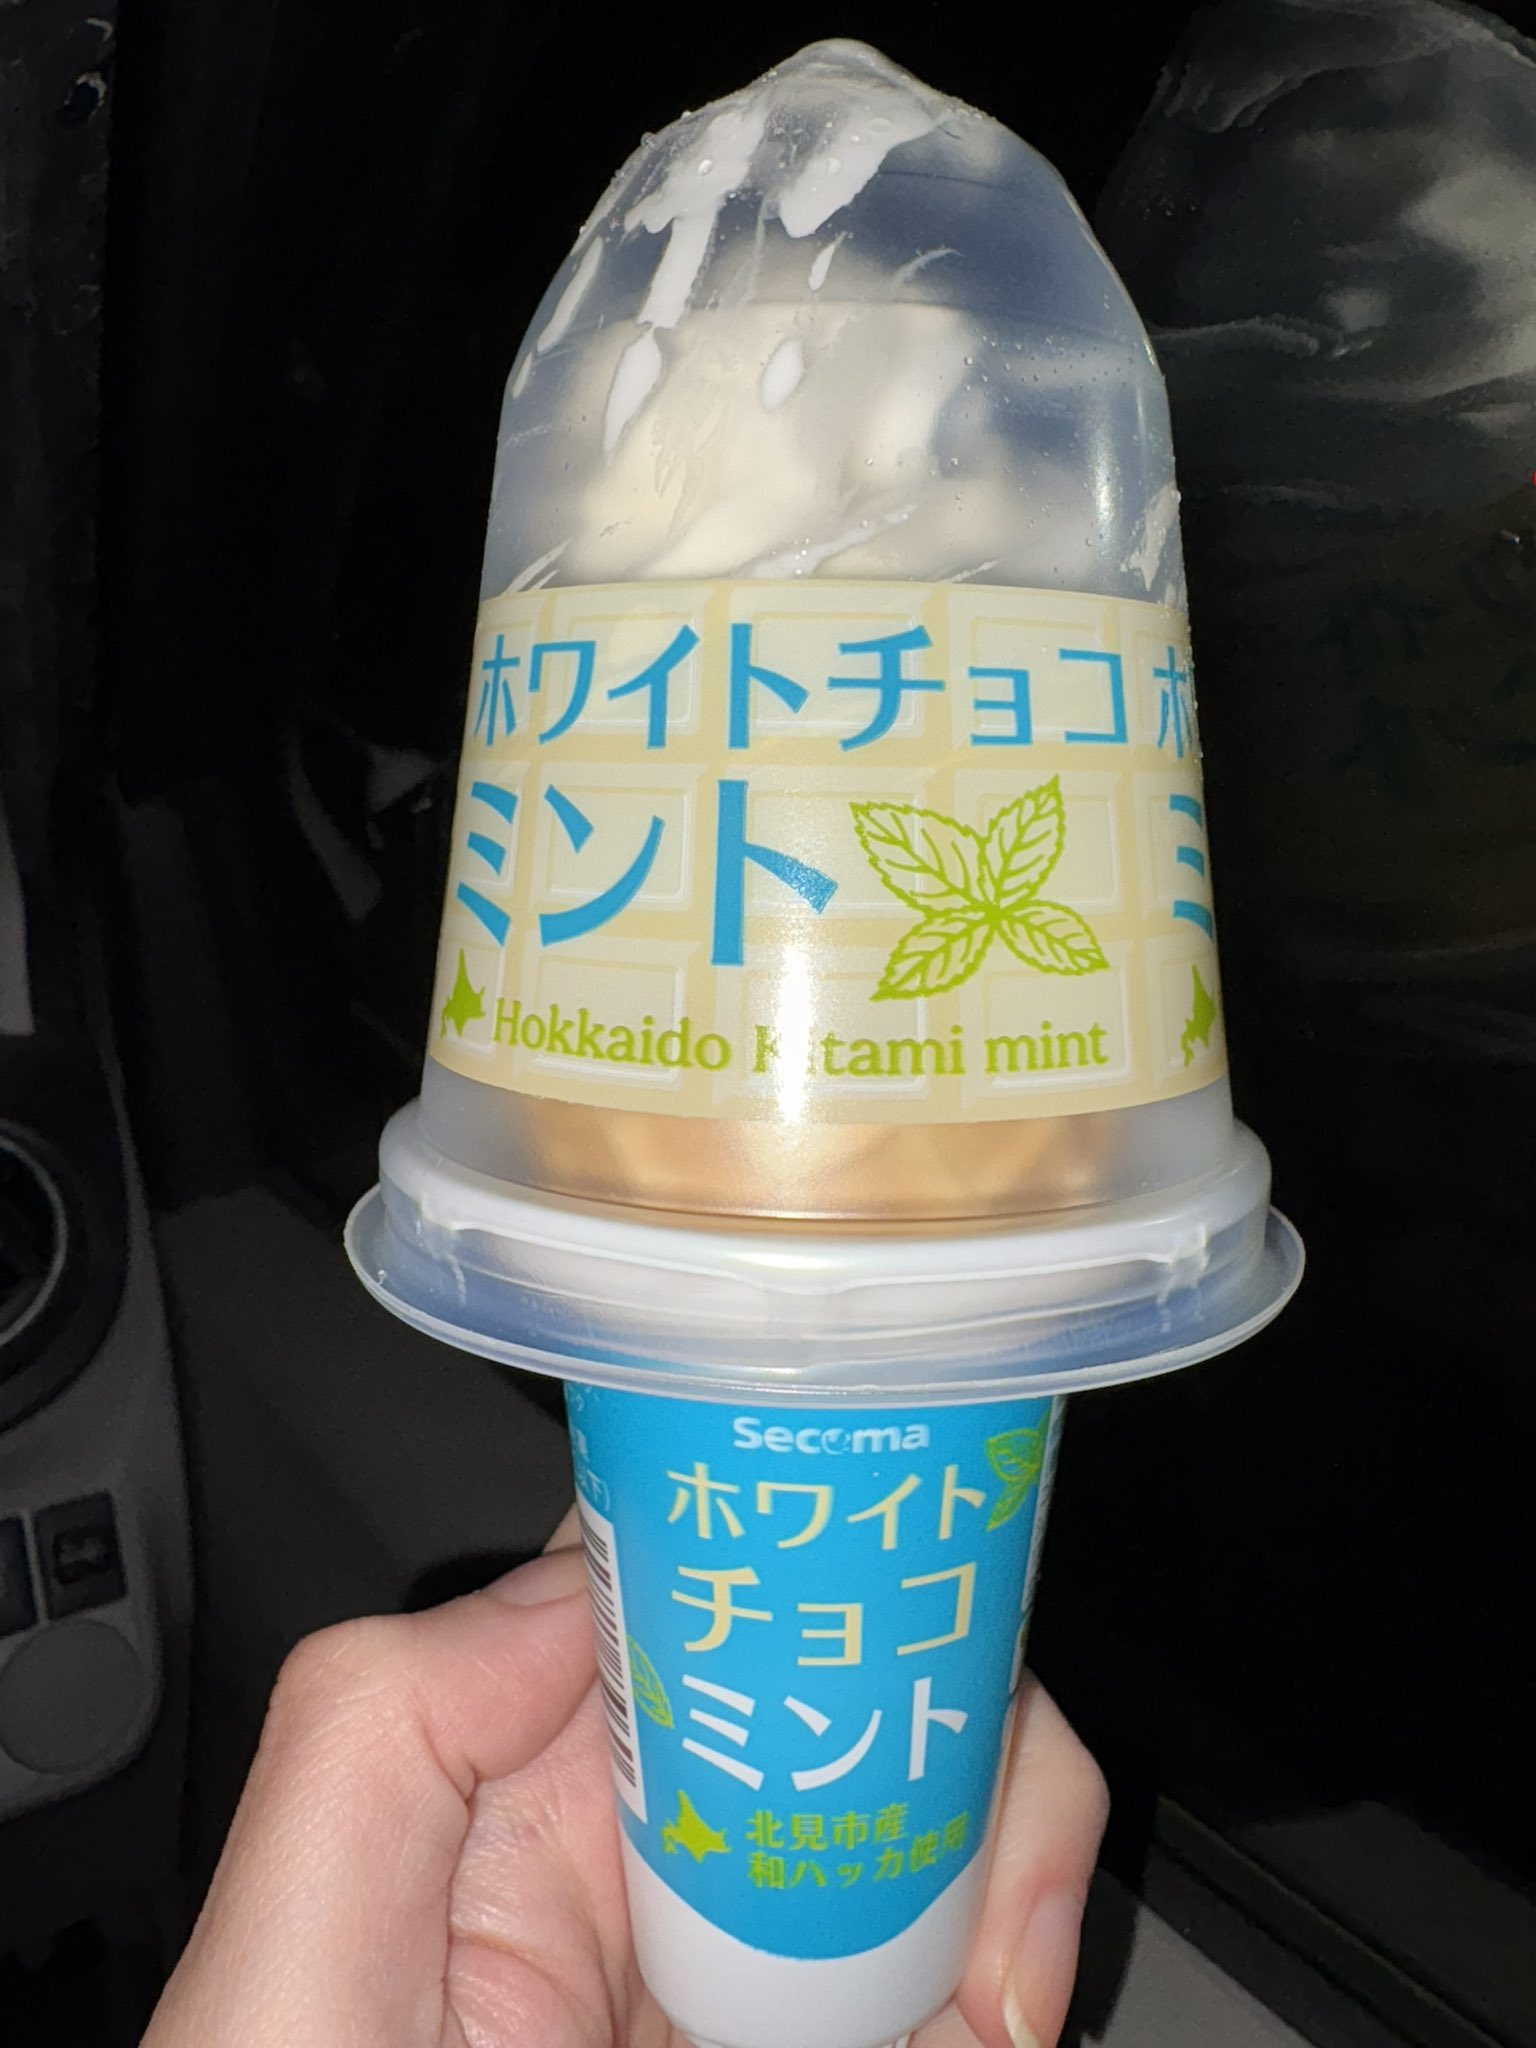 ホワイトチョコ
ミント
Hokkaido Kitami mint
Secoma
ホワイト
チョコ
ミント
北見市産
和ハッカ使用